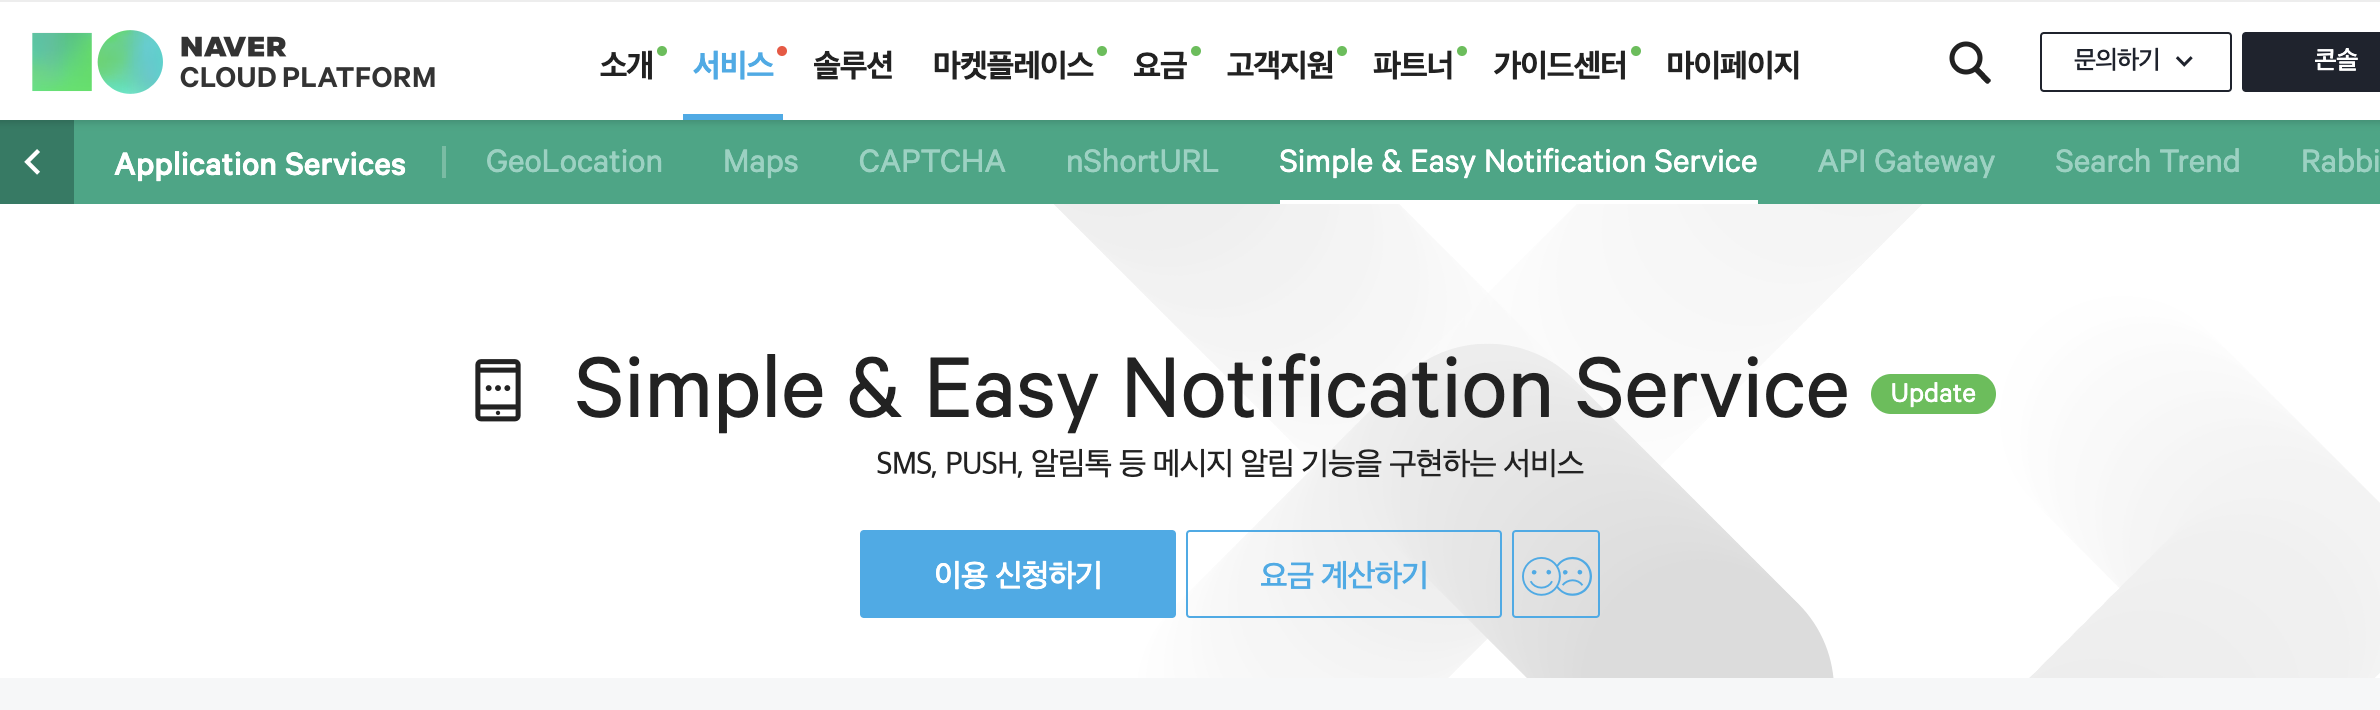 NAVER
CLOUD PLATFORM
소개 서비스 솔루션 마켓플레이스 요금 고객지원 파트너 가이드센터 마이페이지
문의하기
콘솔
Application Services | GeoLocation Maps CAPTCHA nShortURL Simple & Easy Notification Service API Gateway Search Trend Rabbi
Simple & Easy Notification Service Update
SMS, PUSH, 알림톡 등 메시지 알림 기능을 구현하는 서비스
이용 신청하기 요금 계산하기